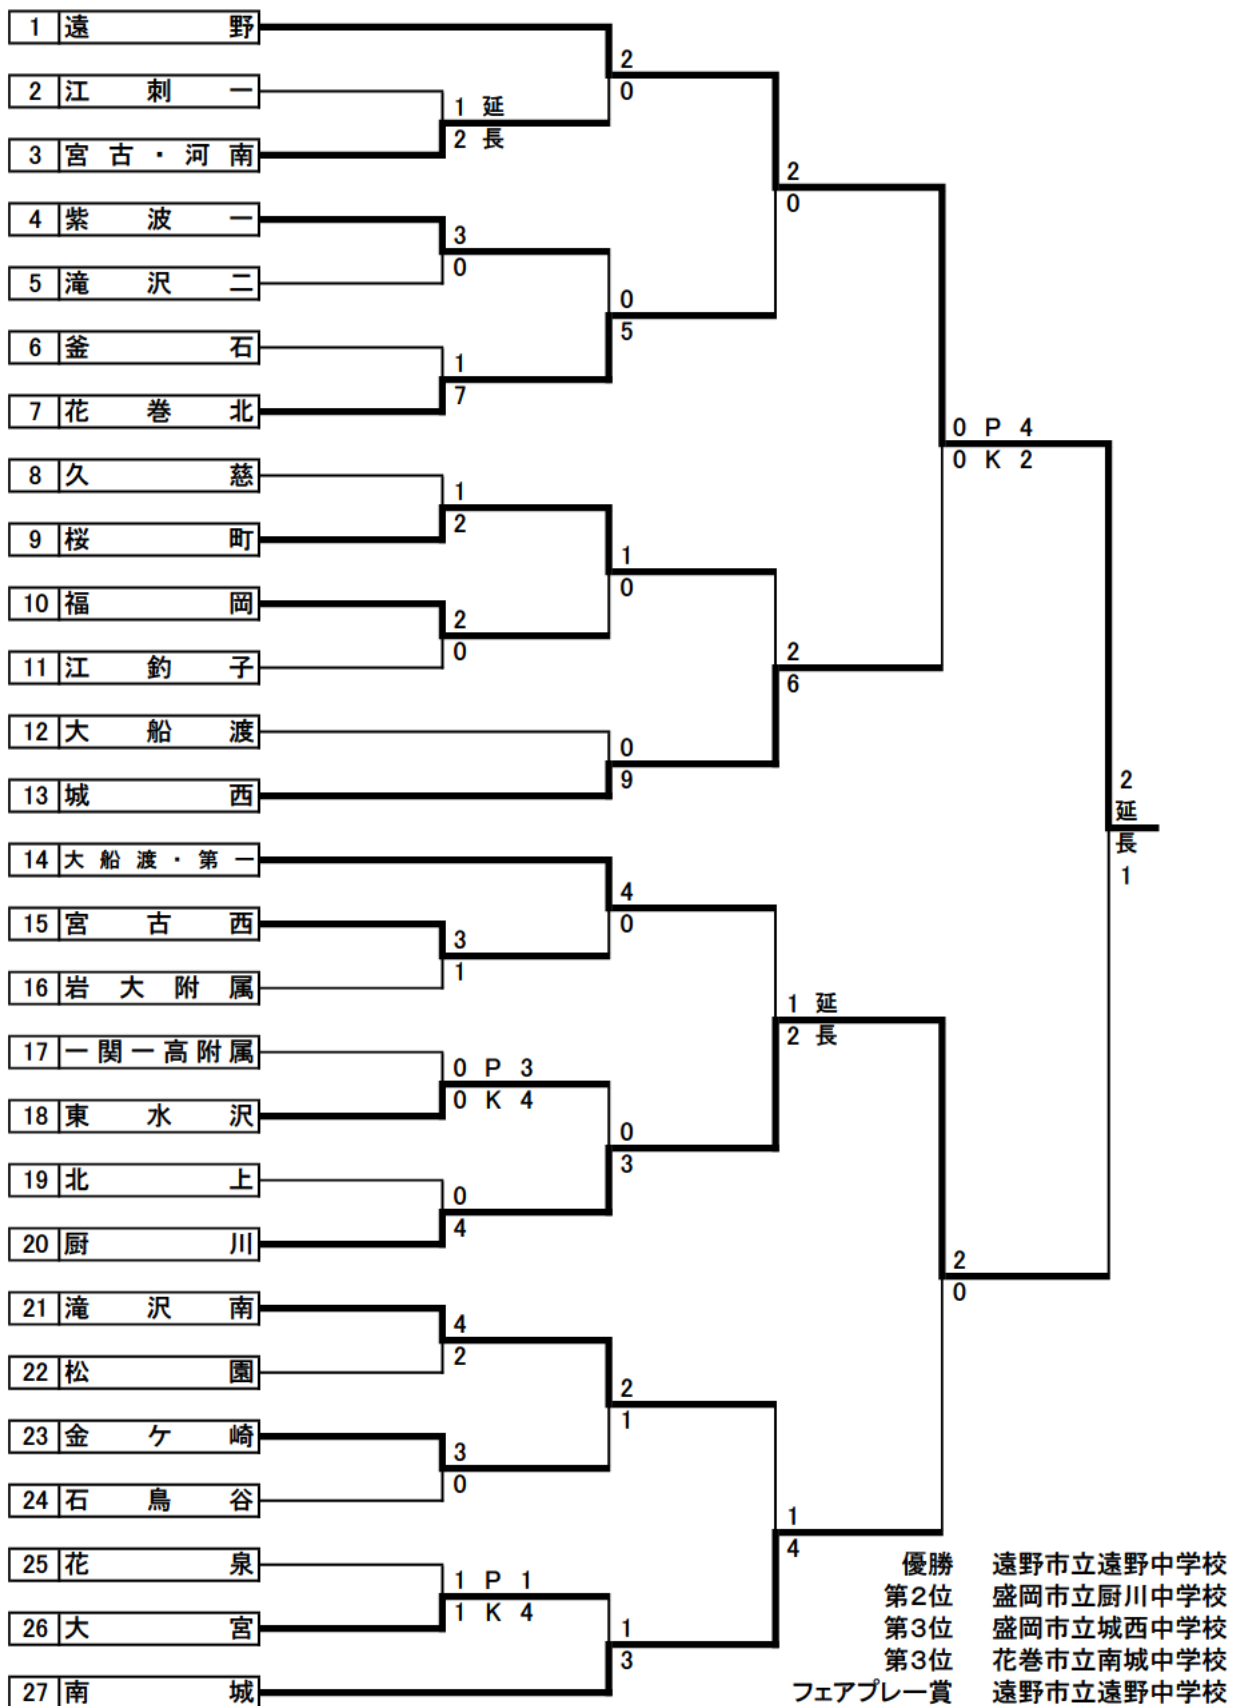 1 遠野
2
0
2 江刺一
1 延
2 長
3 宮古・河南
2
0
4 紫波一
3
0
5 滝沢二
0
5
6 釜石
1
7
7 花巻北
0 P 4
0 K 2
8 久慈
1
2
9 桜町
1
0
10 福岡
2
0
11 江釣子
2
6
12 大船渡
0
9
13 城西
2
延
長
1
14 大船渡・第一
4
0
15 宮古西
3
1
16 岩大附属
1 延
2 長
17 一関一高附属
0 P 3
0 K 4
18 東水沢
0
3
19 北上
0
4
20 厨川
2
0
21 滝沢南
4
2
22 松園
2
1
23 金ケ崎
3
0
24 石鳥谷
1
4
25 花泉
1 P 1
1 K 4
26 大宮
1
3
27 南城
優勝 遠野市立遠野中学校
第2位 盛岡市立厨川中学校
第3位 盛岡市立城西中学校
第3位 花巻市立南城中学校
フェアプレー賞 遠野市立遠野中学校